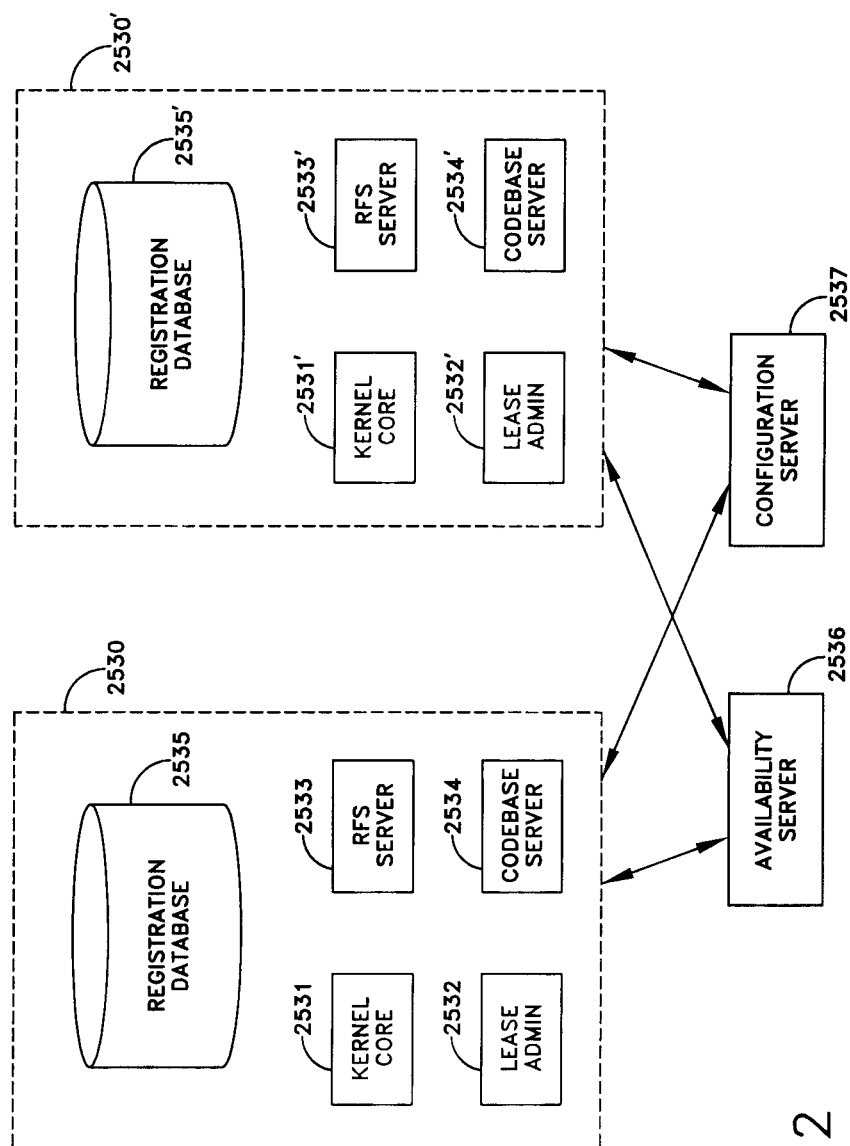 2530
2535
REGISTRATION
DATABASE
2531
KERNEL
CORE
2533
RFS
SERVER
2532
LEASE
ADMIN
2534
CODEBASE
SERVER
2530'
2535'
REGISTRATION
DATABASE
2531'
KERNEL
CORE
2533'
RFS
SERVER
2532'
LEASE
ADMIN
2534'
CODEBASE
SERVER
AVAILABILITY
SERVER
2536
CONFIGURATION
SERVER
2537
2